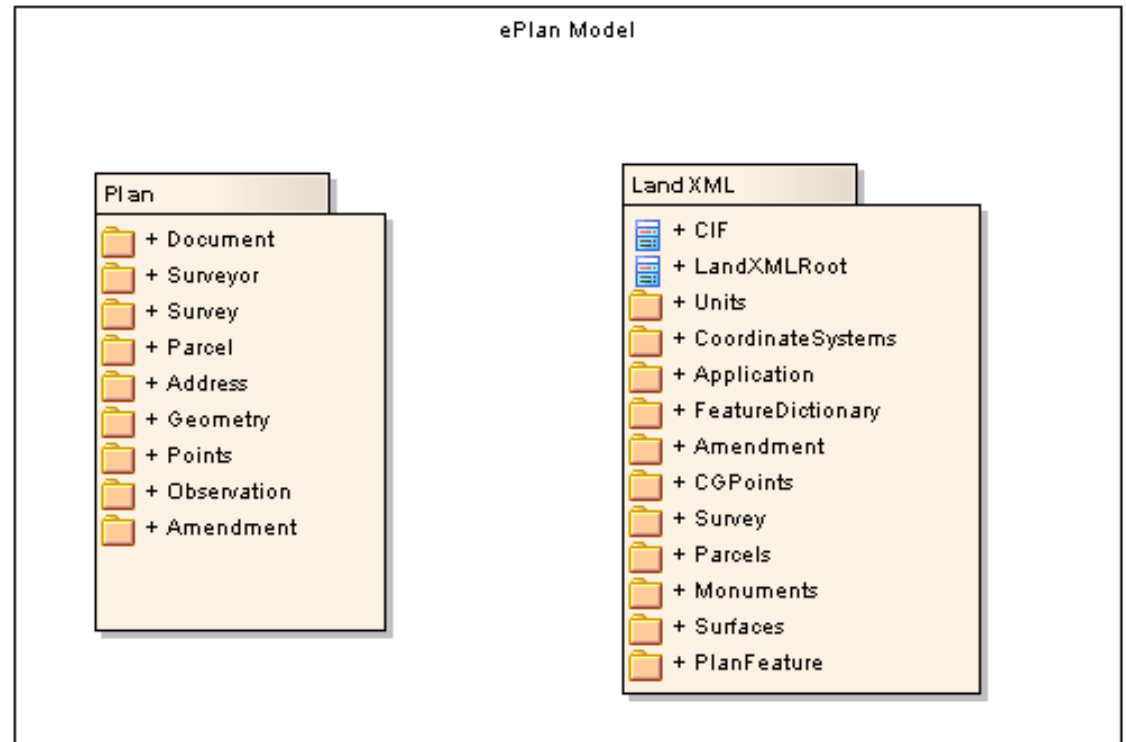 ePlan Model
Plan
+ Document
+ Surveyor
+ Survey
+ Parcel
+ Address
+ Geometry
+ Points
+ Observation
+ Amendment
LandXML
+ CIF
+ LandXMLRoot
+ Units
+ CoordinateSystems
+ Application
+ FeatureDictionary
+ Amendment
+ CGPoints
+ Survey
+ Parcels
+ Monuments
+ Surfaces
+ PlanFeature